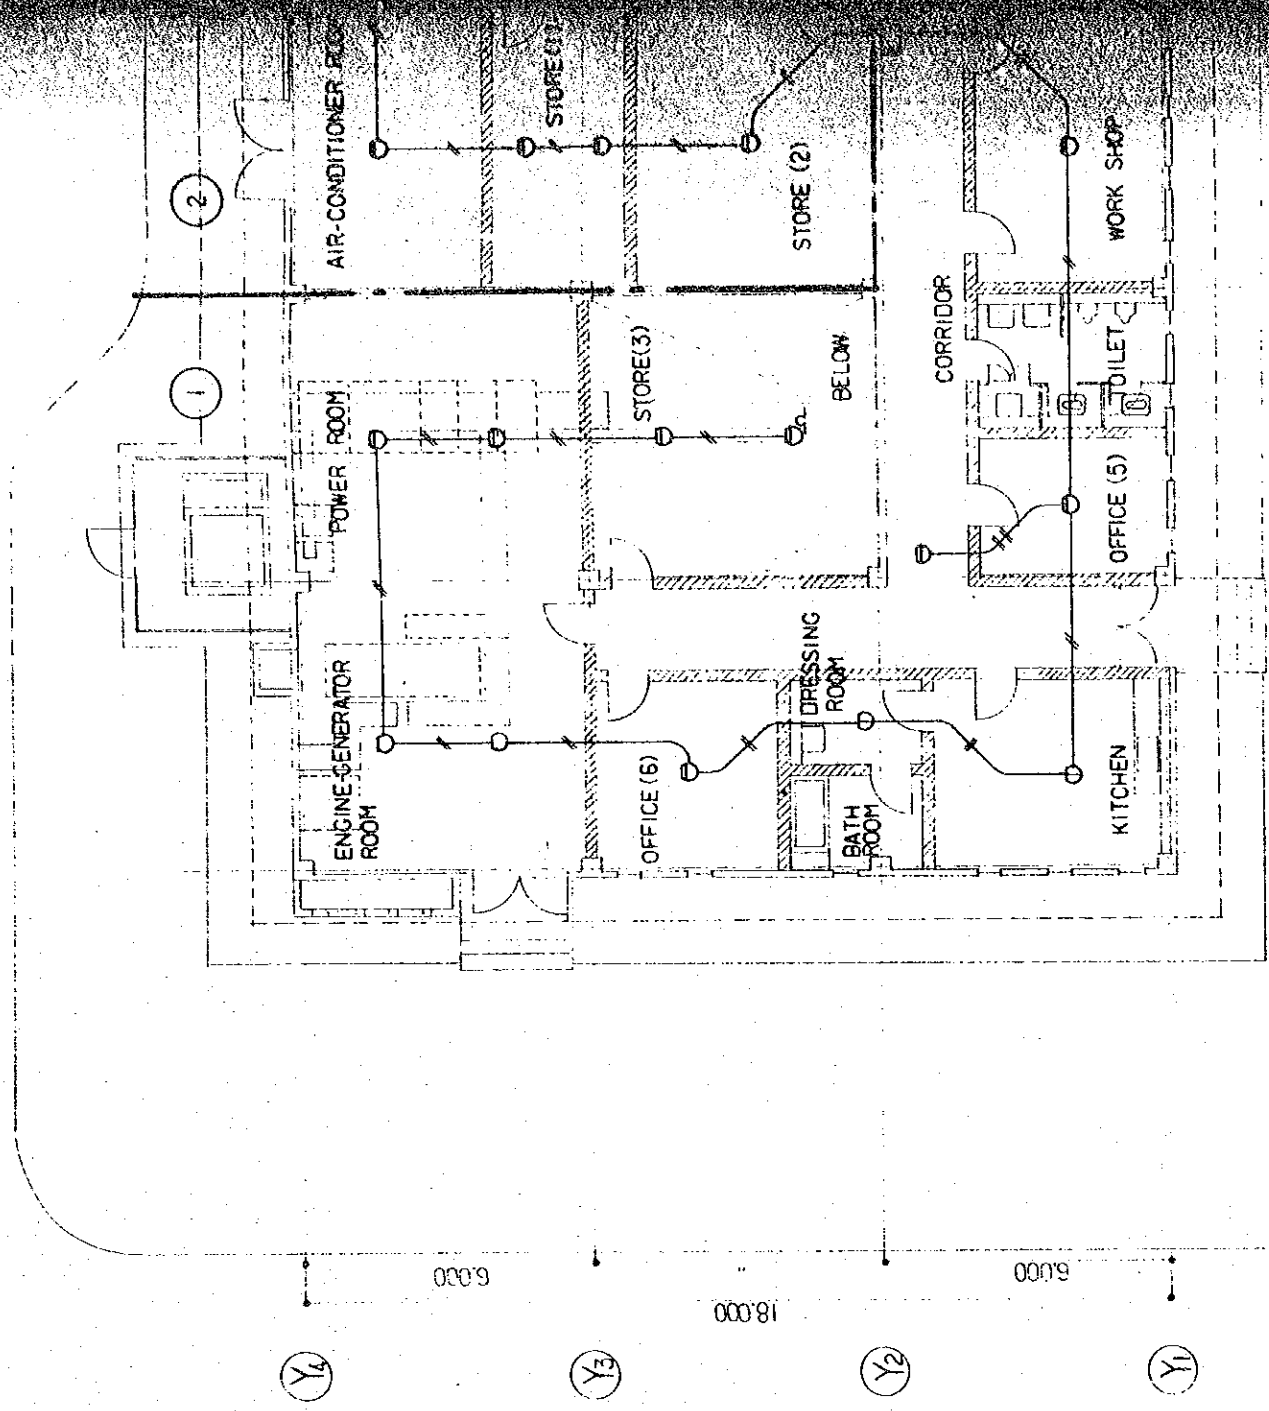 AIR-CONDITIONER ROOM
STORE (1)
STORE (2)
WORK SHOP
2
1
POWER ROOM
STORE(3)
BELOW
CORRIDOR
TOILET
OFFICE (5)
ENGINE-GENERATOR
ROOM
OFFICE (6)
DRESSING
ROOM
BATH
ROOM
KITCHEN
6.000
"
6.000
18.000
Y4
Y3
Y2
Y1